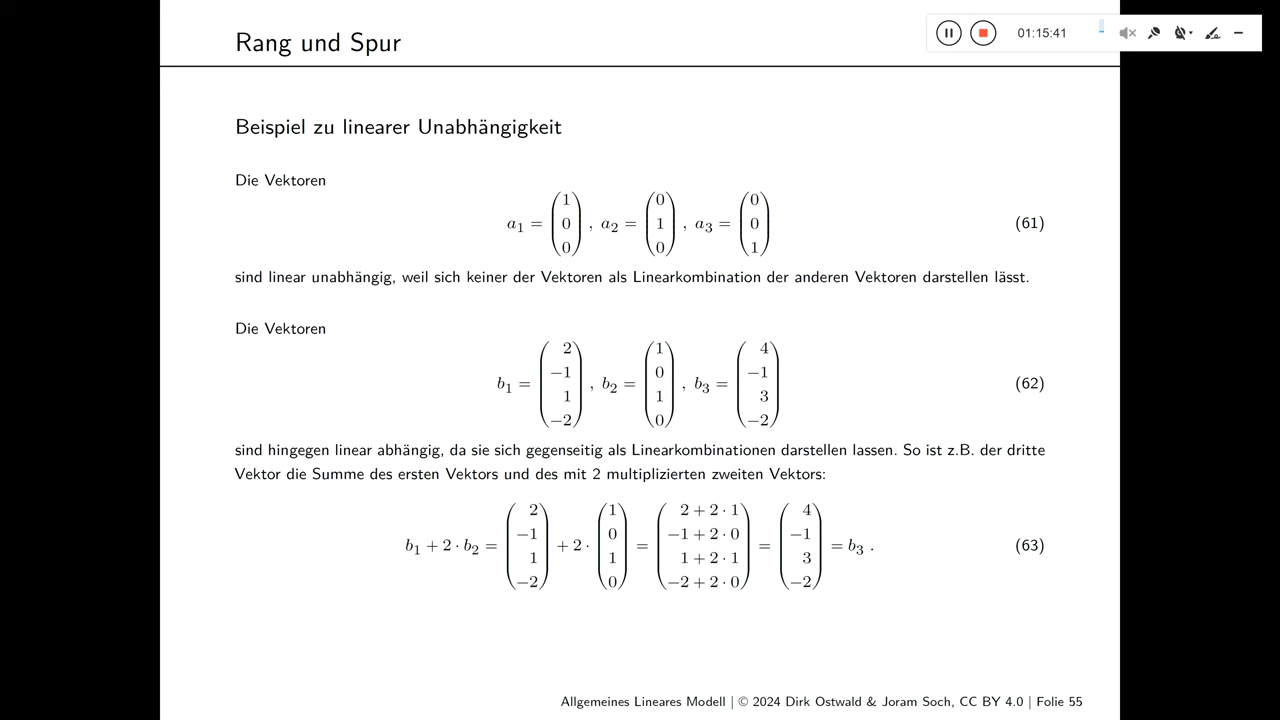 Rang und Spur
01:15:41
Beispiel zu linearer Unabhängigkeit
Die Vektoren
a₁ = (1 0 0), a₂ = (0 1 0), a₃ = (0 0 1) (61)
sind linear unabhängig, weil sich keiner der Vektoren als Linearkombination der anderen Vektoren darstellen lässt.
Die Vektoren
b₁ = (2 −1 1 −2), b₂ = (1 0 1 0), b₃ = (4 −1 3 −2) (62)
sind hingegen linear abhängig, da sie sich gegenseitig als Linearkombinationen darstellen lassen. So ist z.B. der dritte
Vektor die Summe des ersten Vektors und des mit 2 multiplizierten zweiten Vektors:
b₁ + 2 · b₂ = (2 −1 1 −2) + 2 · (1 0 1 0) = (2 + 2 · 1 −1 + 2 · 0 1 + 2 · 1 −2 + 2 · 0) = (4 −1 3 −2) = b₃ . (63)
Allgemeines Lineares Modell | © 2024 Dirk Ostwald & Joram Soch, CC BY 4.0 | Folie 55